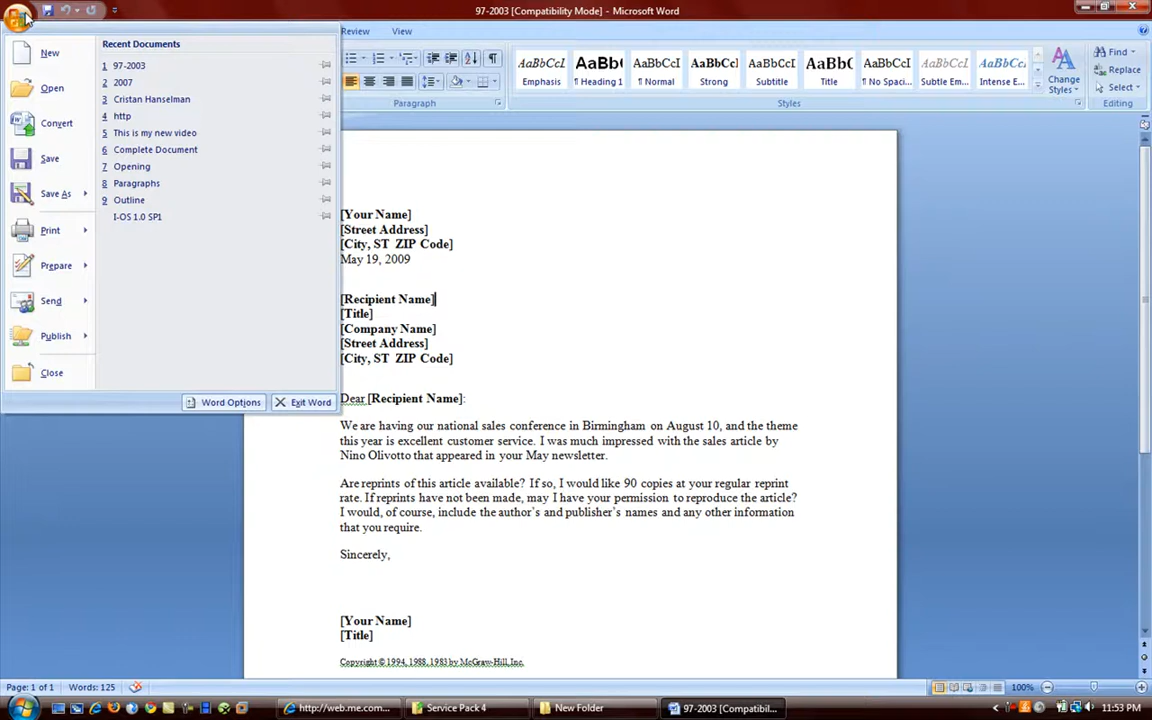 97-2003 [Compatibility Mode] - Microsoft Word
Review View
New
Open
Convert
Save
Save As
Print
Prepare
Send
Publish
Close
Recent Documents
1 97-2003
2 2007
3 Cristan Hanselman
4 http
5 This is my new video
6 Complete Document
7 Opening
8 Paragraphs
9 Outline
I-OS 1.0 SP1
Word Options
Exit Word
Paragraph
AaBbCcI AaBb( AaBbCcI AaBbCcl AaBbCcI AaBb( AaBbCcI AaBbCcI AaBbCcI
Emphasis ¶ Heading 1 ¶ Normal Strong Subtitle Title ¶ No Spaci... Subtle Em... Intense E...
Change
Styles
Styles
Find
Replace
Select
Editing
[Your Name]
[Street Address]
[City, ST ZIP Code]
May 19, 2009
[Recipient Name]
[Title]
[Company Name]
[Street Address]
[City, ST ZIP Code]
Dear [Recipient Name]:
We are having our national sales conference in Birmingham on August 10, and the theme
this year is excellent customer service. I was much impressed with the sales article by
Nino Olivotto that appeared in your May newsletter.
Are reprints of this article available? If so, I would like 90 copies at your regular reprint
rate. If reprints have not been made, may I have your permission to reproduce the article?
I would, of course, include the author's and publisher's names and any other information
that you require.
Sincerely,
[Your Name]
[Title]
Copyright © 1994, 1988, 1983 by McGraw-Hill, Inc.
Page: 1 of 1 Words: 125
100%
http://web.me.com... Service Pack 4 New Folder 97-2003 [Compatibil...
11:53 PM